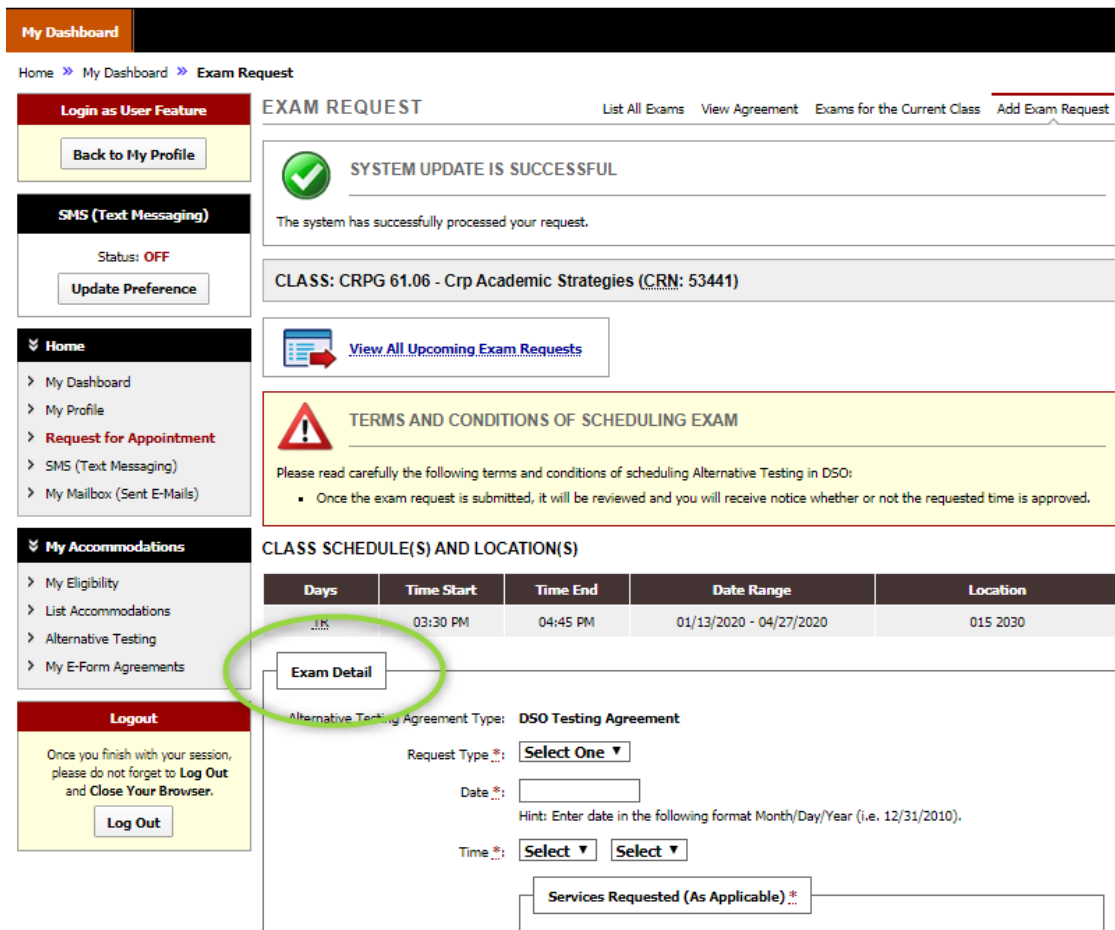 My Dashboard
Home » My Dashboard » Exam Request
Login as User Feature
Back to My Profile
SMS (Text Messaging)
Status: OFF
Update Preference
Home
My Dashboard
My Profile
Request for Appointment
SMS (Text Messaging)
My Mailbox (Sent E-Mails)
My Accommodations
My Eligibility
List Accommodations
Alternative Testing
My E-Form Agreements
Logout
Once you finish with your session,
please do not forget to Log Out
and Close Your Browser.
Log Out
EXAM REQUEST
List All Exams View Agreement Exams for the Current Class Add Exam Request
SYSTEM UPDATE IS SUCCESSFUL
The system has successfully processed your request.
CLASS: CRPG 61.06 - Crp Academic Strategies (CRN: 53441)
View All Upcoming Exam Requests
TERMS AND CONDITIONS OF SCHEDULING EXAM
Please read carefully the following terms and conditions of scheduling Alternative Testing in DSO:
▪ Once the exam request is submitted, it will be reviewed and you will receive notice whether or not the requested time is approved.
CLASS SCHEDULE(S) AND LOCATION(S)
Days Time Start Time End Date Range Location
TR 03:30 PM 04:45 PM 01/13/2020 - 04/27/2020 015 2030
Exam Detail
Alternative Testing Agreement Type: DSO Testing Agreement
Request Type *: Select One
Date *:
Hint: Enter date in the following format Month/Day/Year (i.e. 12/31/2010).
Time *: Select Select
Services Requested (As Applicable) *